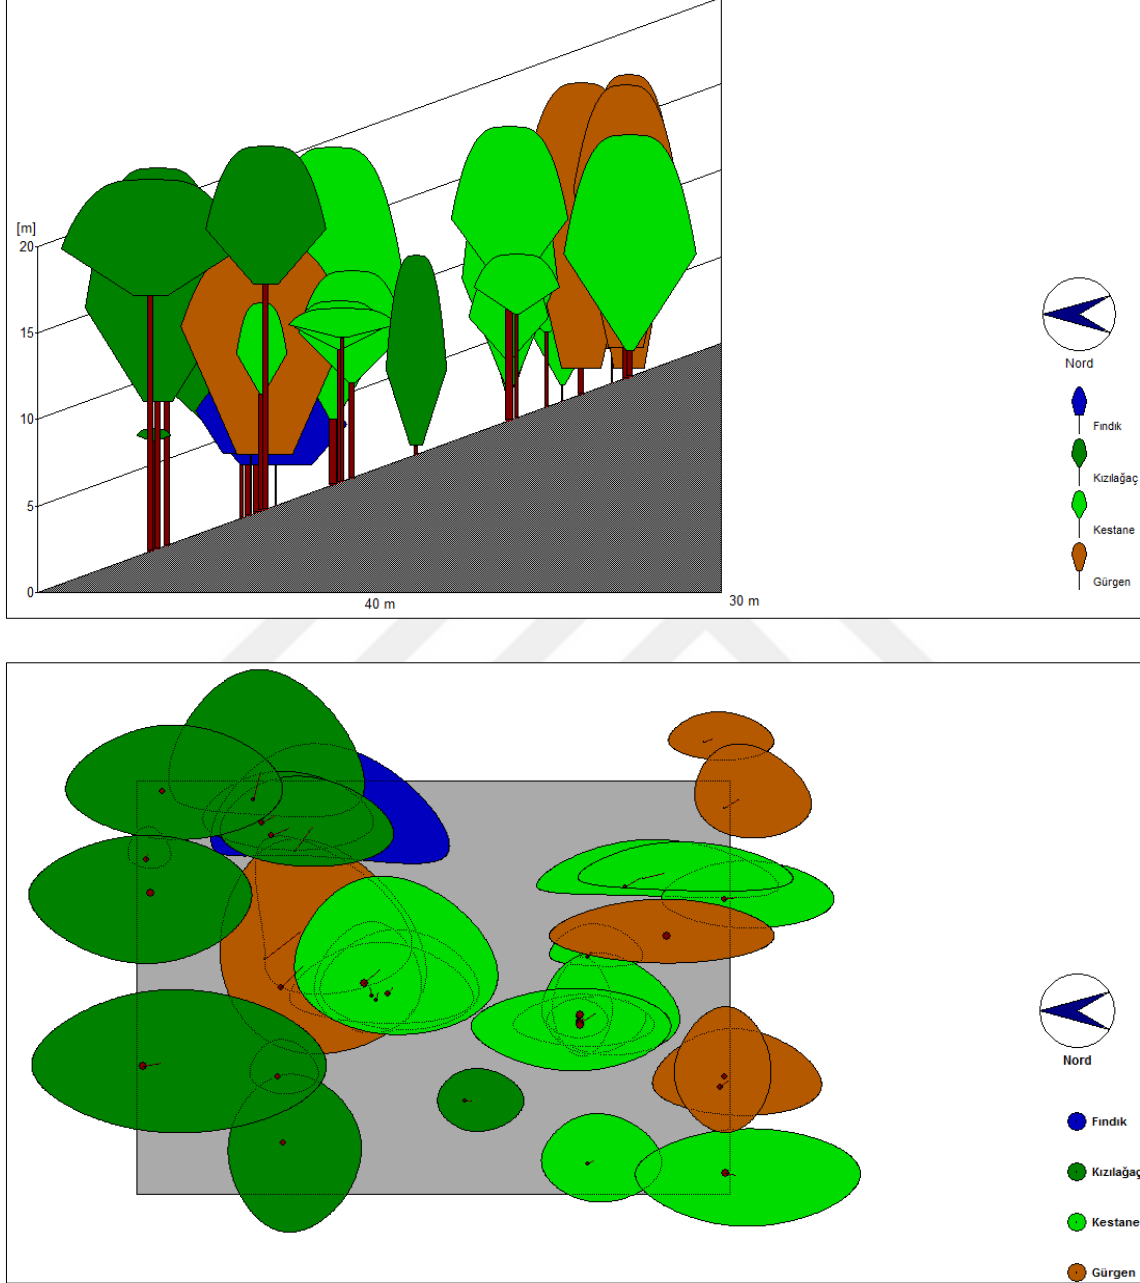 [m]
20
15
10
5
0
40 m
30 m
Nord
Fındık
Kızılağaç
Kestane
Gürgen
Nord
Fındık
Kızılağaç
Kestane
Gürgen